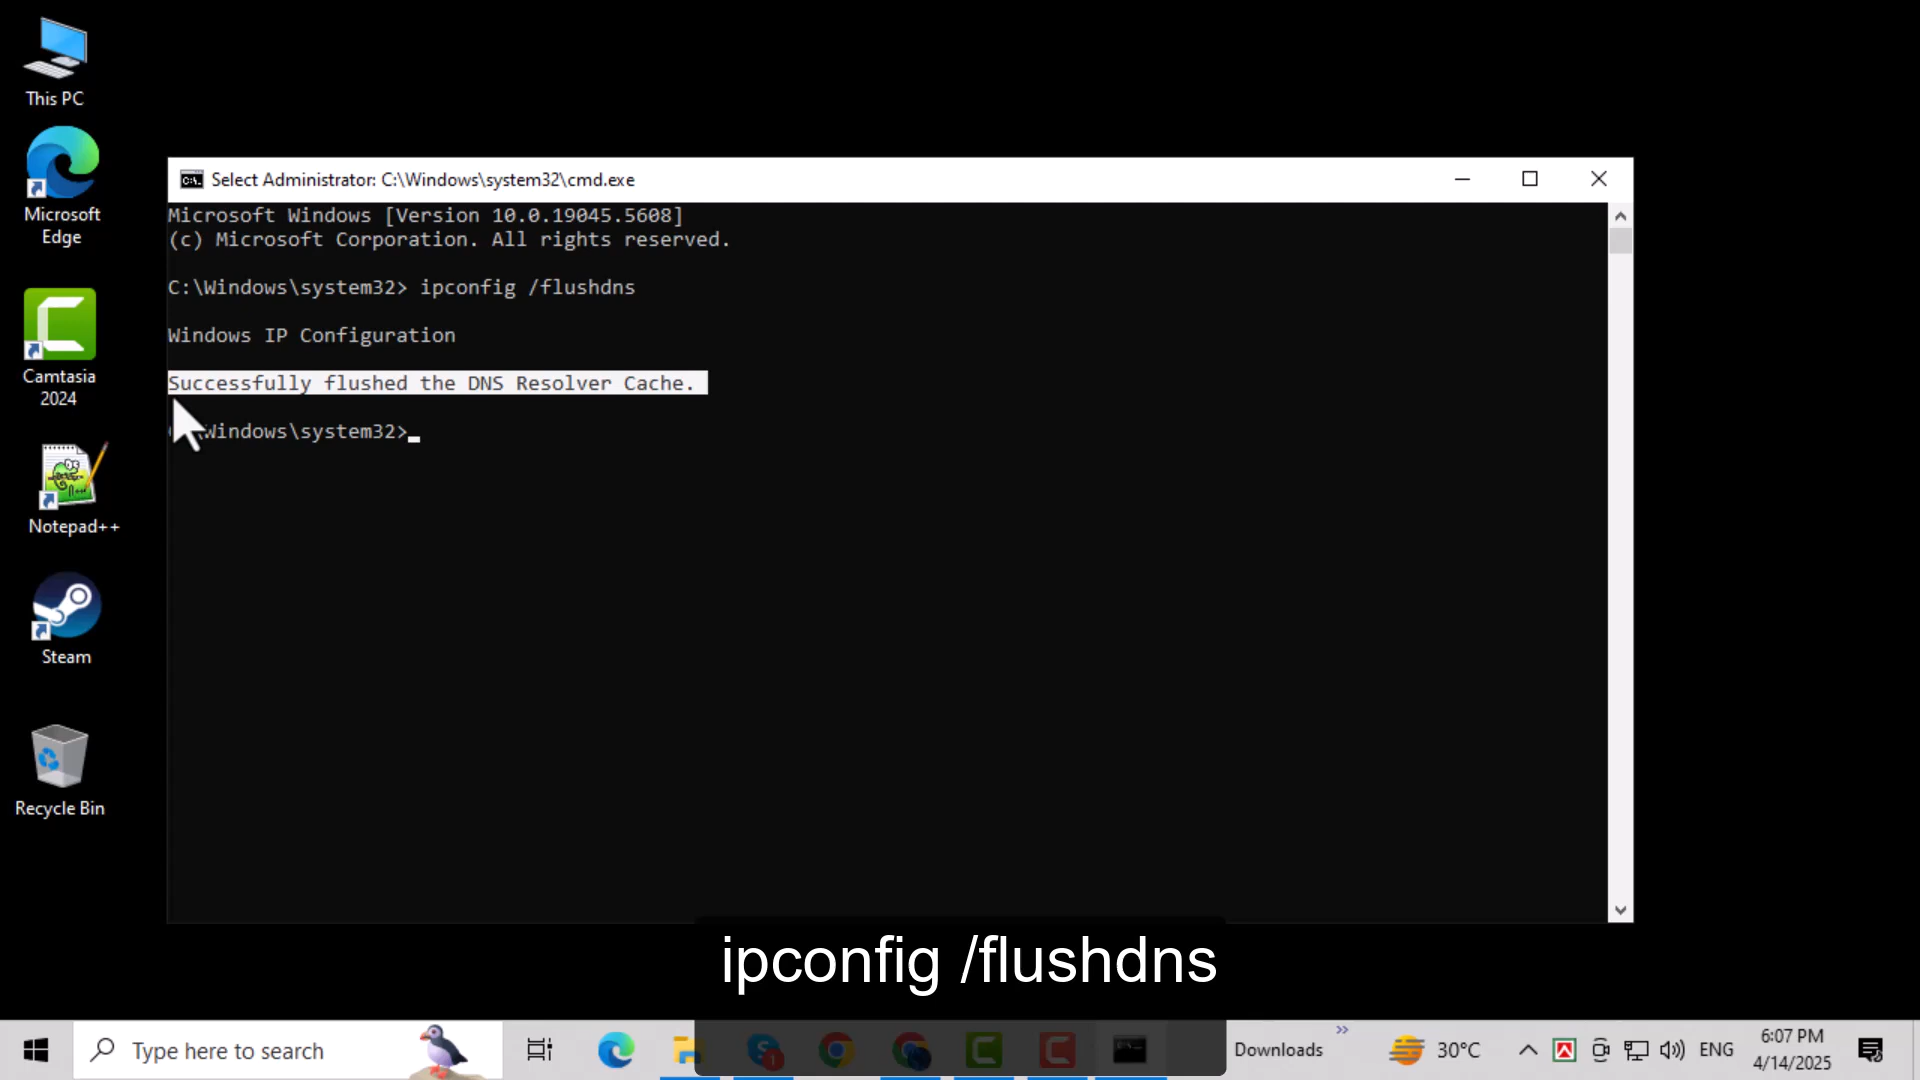 This PC
Microsoft
Edge
Camtasia
2024
Notepad++
Steam
Recycle Bin
Select Administrator: C:\Windows\system32\cmd.exe
Microsoft Windows [Version 10.0.19045.5608]
(c) Microsoft Corporation. All rights reserved.
C:\Windows\system32> ipconfig /flushdns
Windows IP Configuration
Successfully flushed the DNS Resolver Cache.
\Windows\system32>
ipconfig /flushdns
Type here to search
Downloads
30°C
ENG
6:07 PM
4/14/2025